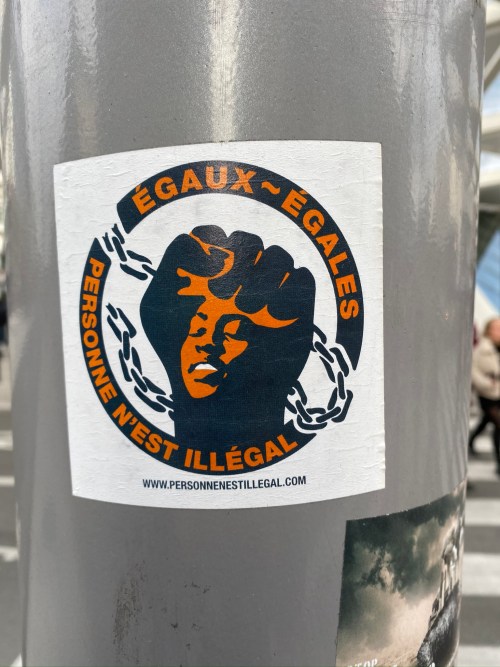 ÉGAUX ~ ÉGALES
PERSONNE N'EST ILLÉGAL
WWW.PERSONNENESTILLEGAL.COM